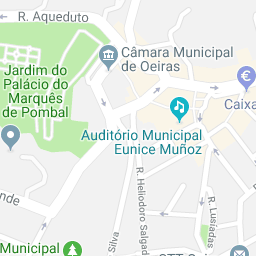 R. Aqueduto
Câmara Municipal
de Oeiras
Jardim do
Palácio do
Marquês
de Pombal
Caixa
Auditório Municipal
Eunice Muñoz
R. Heliodoro Salgad
R. Lusíadas
nde
Silva
Municipal